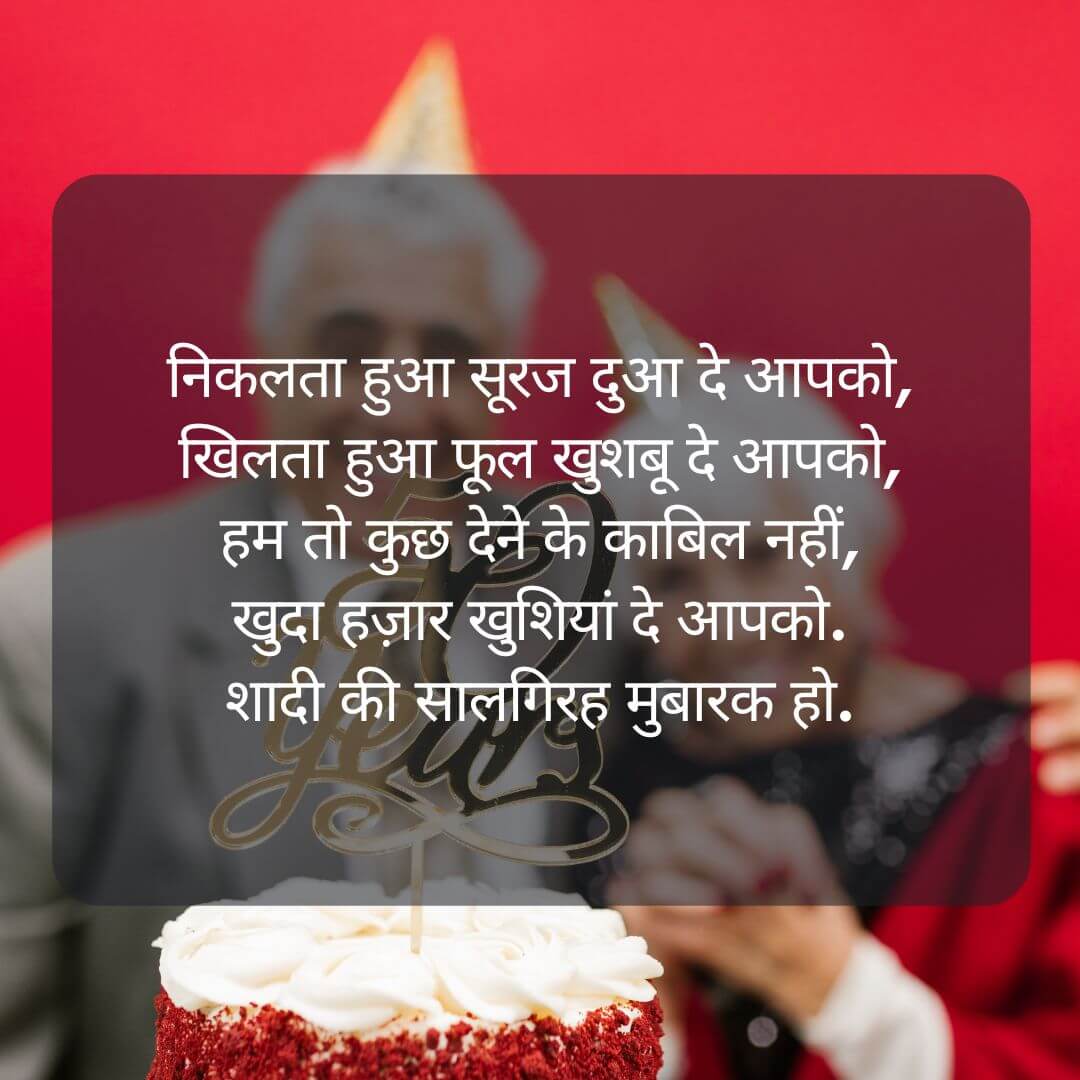 निकलता हुआ सूरज दुआ दे आपको,
खिलता हुआ फूल खुशबू दे आपको,
हम तो कुछ देने के काबिल नहीं,
खुदा हज़ार खुशियां दे आपको.
शादी की सालगिरह मुबारक हो.
50
years